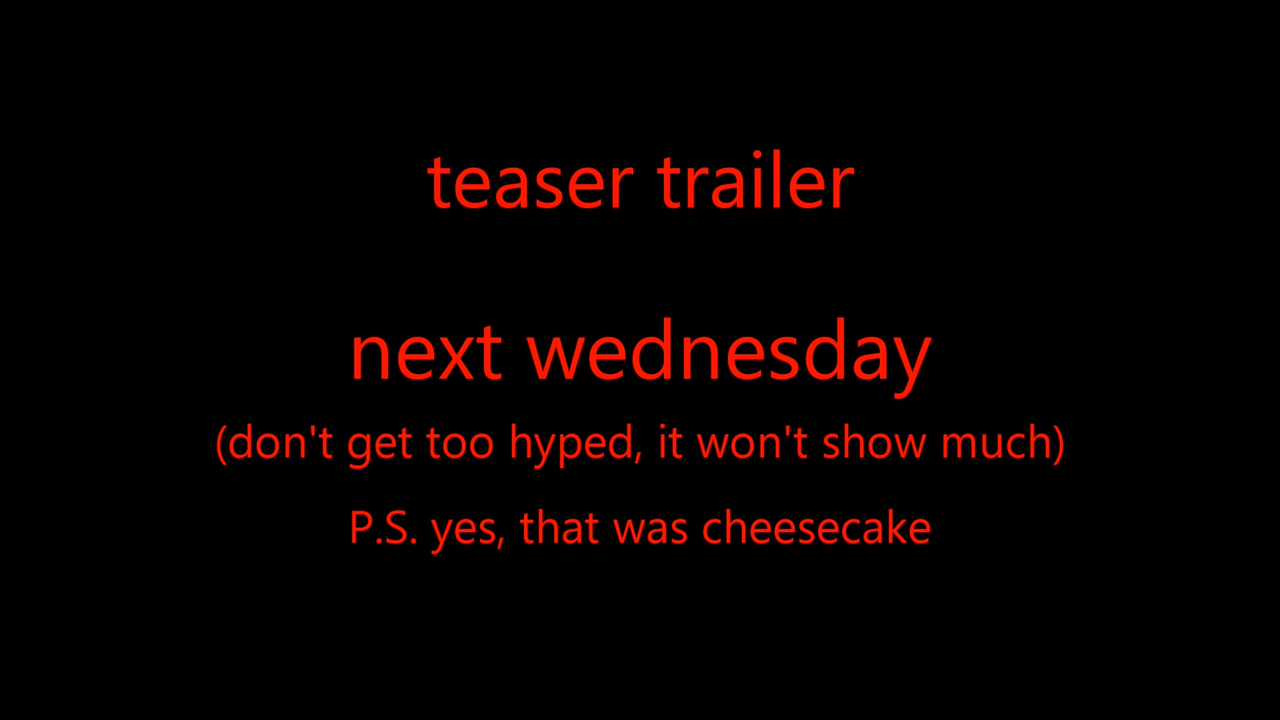 teaser trailer
next wednesday
(don't get too hyped, it won't show much)
P.S. yes, that was cheesecake